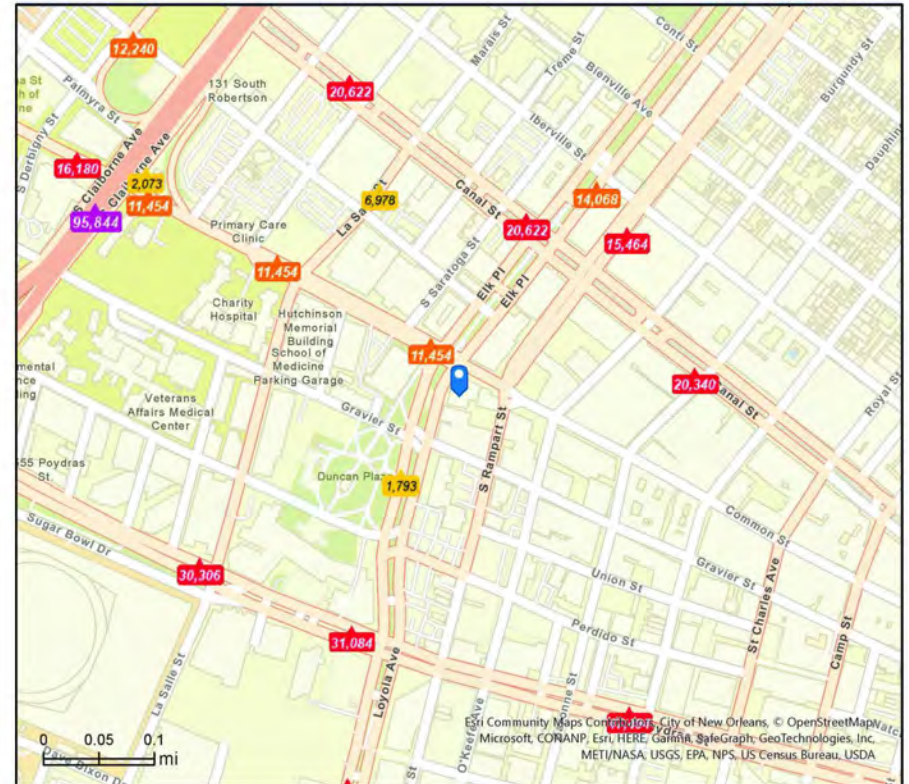 Marais St
Conti St
12,240
Treme St
Burgundy St
Palmyra St
131 South
Robertson
20,622
Bienville Ave
S Derbigny St
Iberville St
S Claiborne Ave
Claiborne Ave
16,180
2,073
11,454
95,844
La Sa
6,978
Canal St
14,068
20,622
15,464
Primary Care
Clinic
S Saratoga St
11,454
Elk Pl
Elk Pl
Charity
Hospital
Hutchinson
Memorial
Building
School of
Medicine
Parking Garage
11,454
20,340
Canal St
Royal St
Veterans
Affairs Medical
Center
Gravier St
S Rampart St
555 Poydras
St.
Duncan Plaz
1,793
Sugar Bowl Dr
Common St
Gravier St
30,306
Union St
St Charles Ave
Camp St
Perdido St
31,084
La Salle St
Loyola Ave
O'Keefe Ave
0 0.05 0.1
mi
Dave Dixon Dr
Esri Community Maps Contributors, City of New Orleans, © OpenStreetMap,
Microsoft, CONANP, Esri, HERE, Garmin, SafeGraph, GeoTechnologies, Inc,
METI/NASA, USGS, EPA, NPS, US Census Bureau, USDA